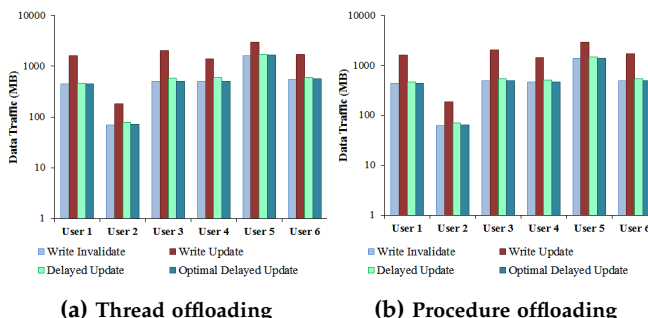 10000
1000
100
10
1
Data Traffic (MB)
User 1 User 2 User 3 User 4 User 5 User 6
Write Invalidate Write Update
Delayed Update Optimal Delayed Update
(a) Thread offloading
10000
1000
100
10
1
Data Traffic (MB)
User 1 User 2 User 3 User 4 User 5 User 6
Write Invalidate Write Update
Delayed Update Optimal Delayed Update
(b) Procedure offloading